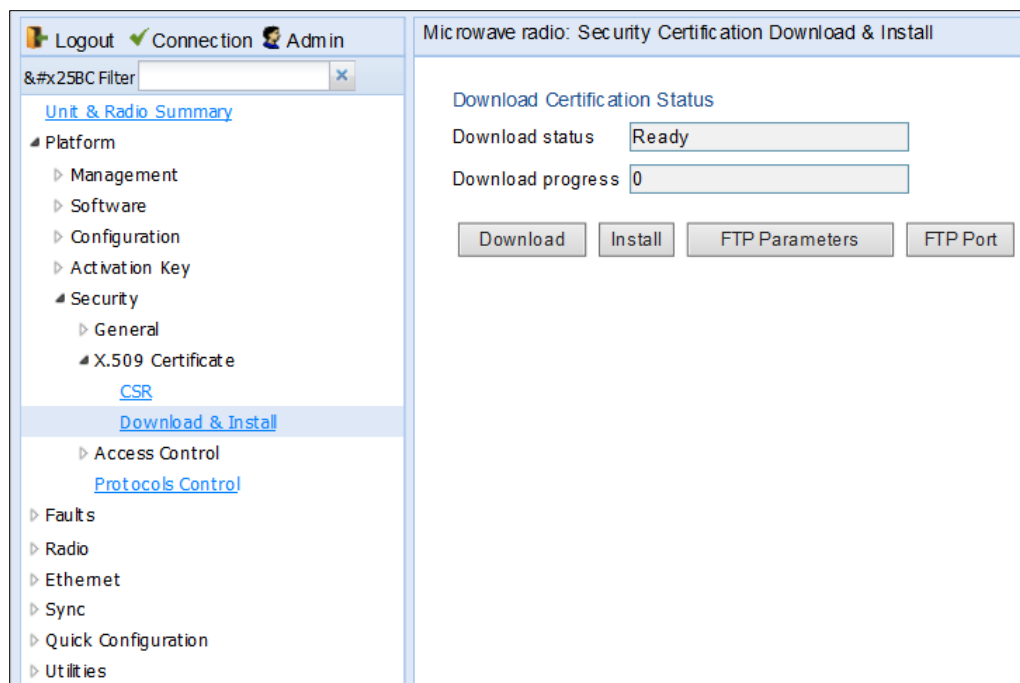 Logout Connection Admin
&#x25BC Filter
Unit & Radio Summary
Platform
Management
Software
Configuration
Activation Key
Security
General
X.509 Certificate
CSR
Download & Install
Access Control
Protocols Control
Faults
Radio
Ethernet
Sync
Quick Configuration
Utilities
Microwave radio: Security Certification Download & Install
Download Certification Status
Download status Ready
Download progress 0
Download Install FTP Parameters FTP Port